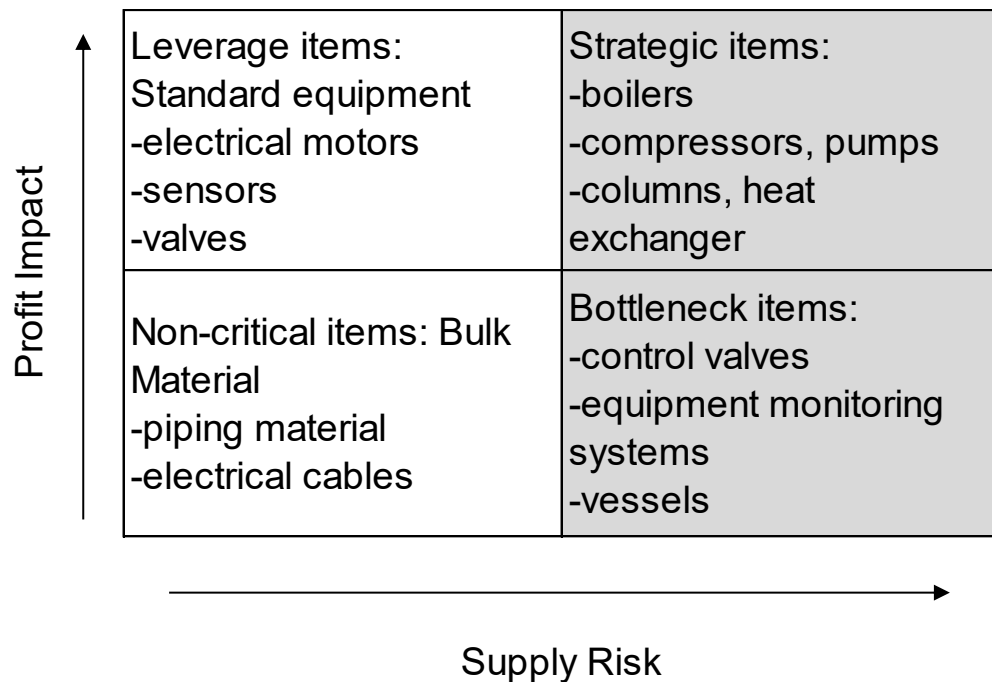 Profit Impact
Leverage items:
Standard equipment
-electrical motors
-sensors
-valves
Strategic items:
-boilers
-compressors, pumps
-columns, heat
exchanger
Non-critical items: Bulk
Material
-piping material
-electrical cables
Bottleneck items:
-control valves
-equipment monitoring
systems
-vessels
Supply Risk